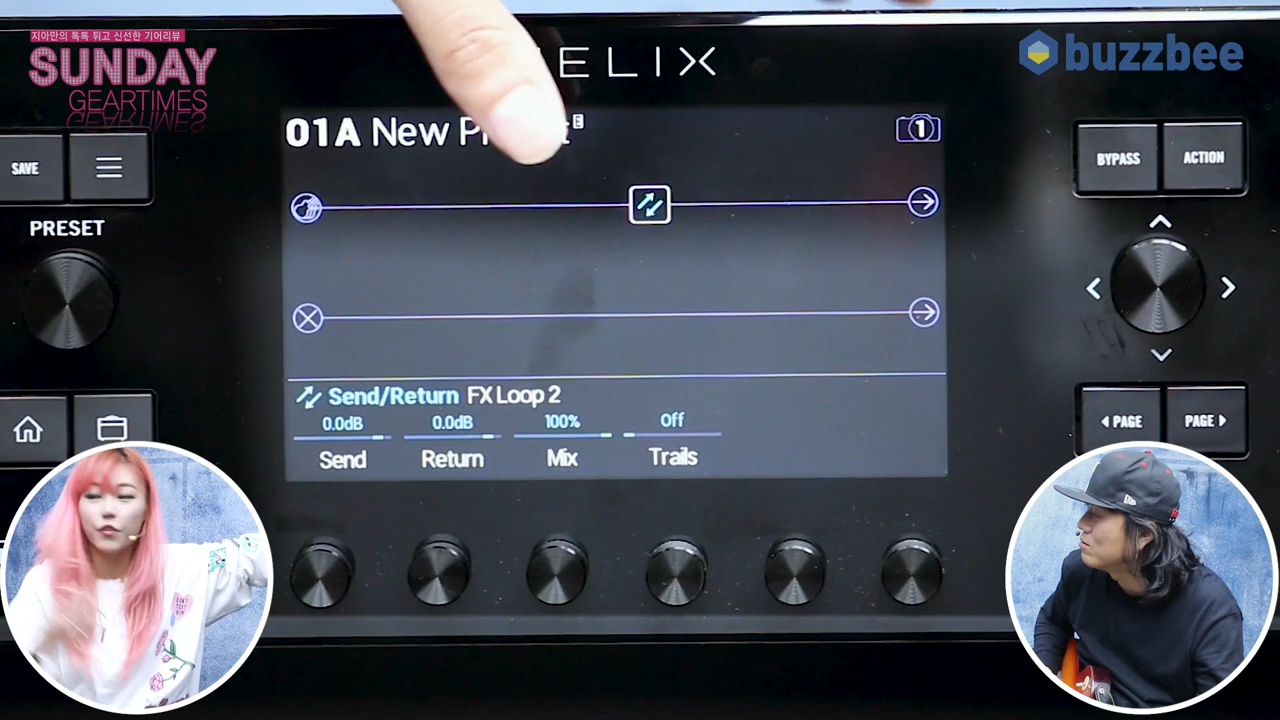 지아만의 톡톡 튀고 신선한 기어리뷰
SUNDAY
GEARTIMES
buzzbee
ELIX
01A New Pr t E
1
SAVE
BYPASS
ACTION
PRESET
Send/Return FX Loop 2
0.0dB 0.0dB 100% Off
Send Return Mix Trails
PAGE
PAGE